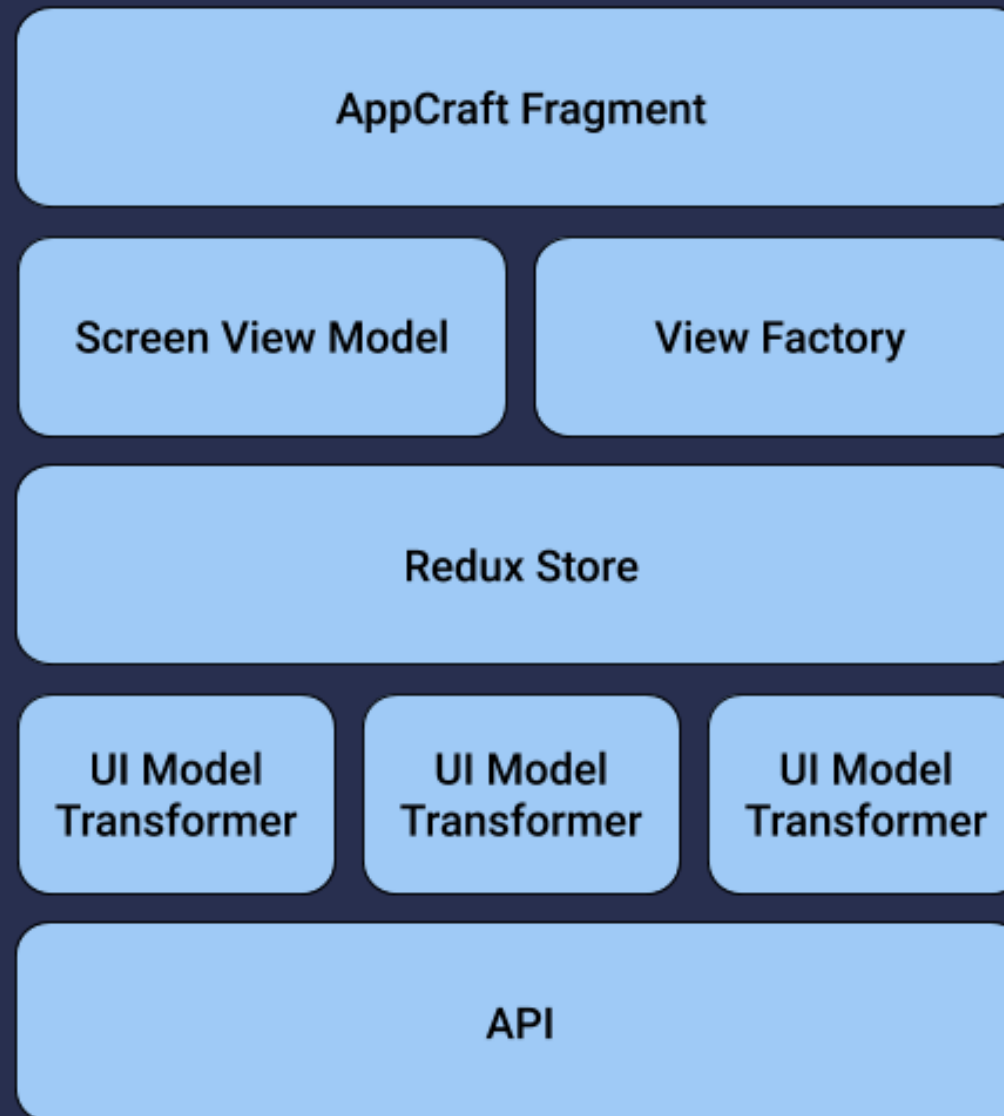 AppCraft Fragment
Screen View Model
View Factory
Redux Store
UI Model
Transformer
UI Model
Transformer
UI Model
Transformer
API